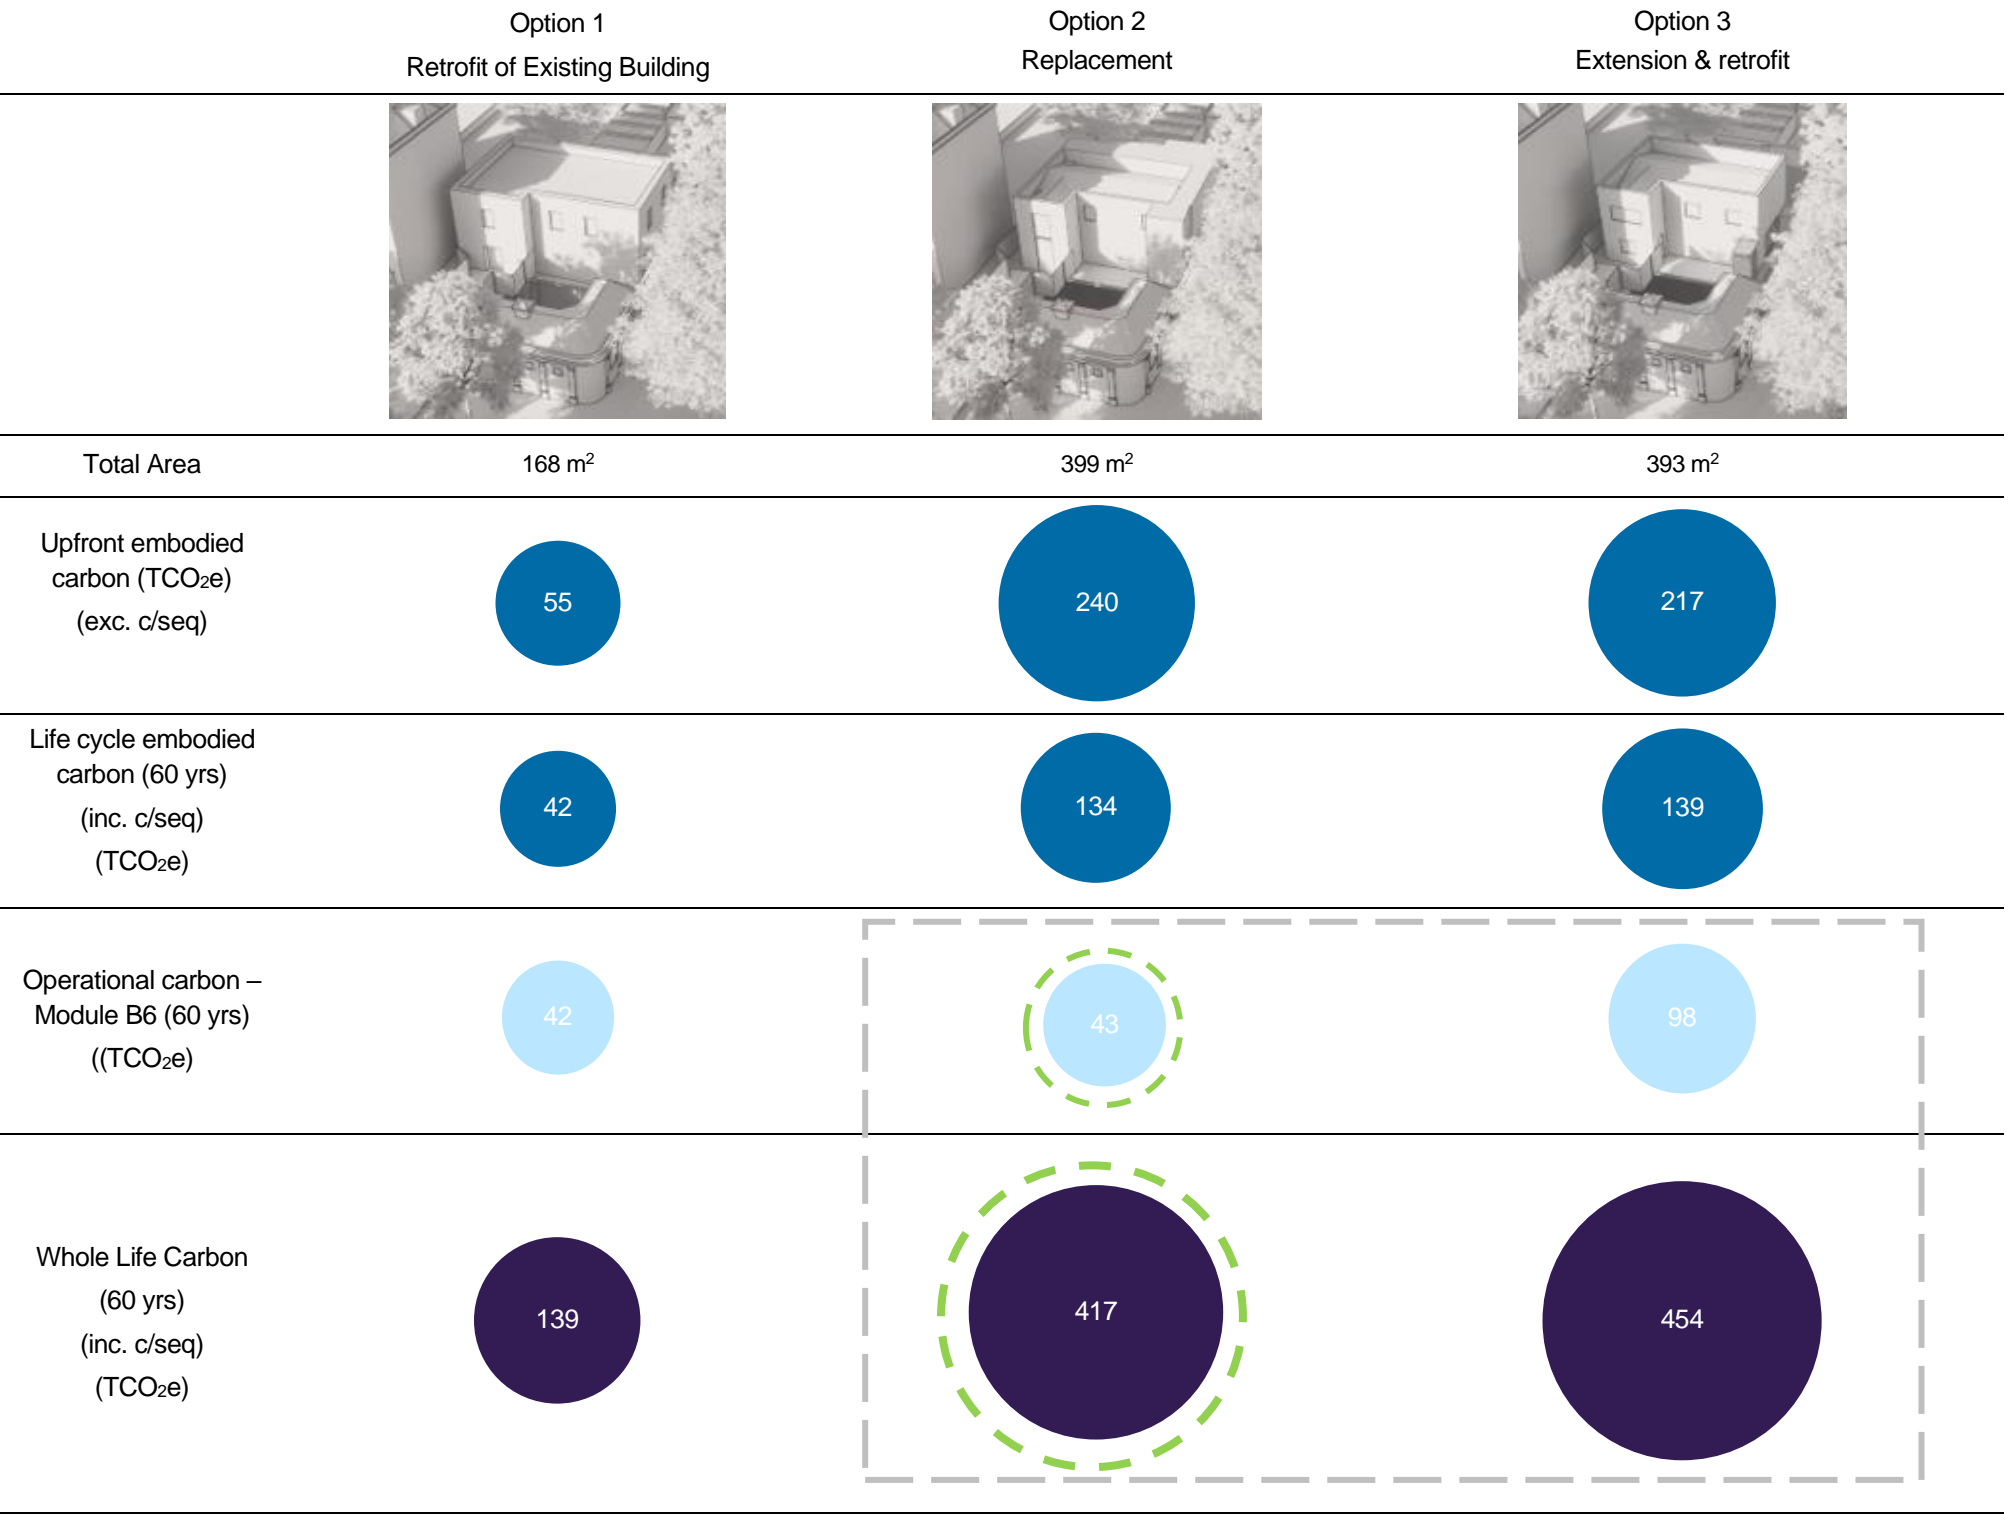 Option 1
Retrofit of Existing Building
Option 2
Replacement
Option 3
Extension & retrofit
Total Area
168 m²
399 m²
393 m²
Upfront embodied
carbon (TCO₂e)
(exc. c/seq)
55
240
217
Life cycle embodied
carbon (60 yrs)
(inc. c/seq)
(TCO₂e)
42
134
139
Operational carbon –
Module B6 (60 yrs)
((TCO₂e)
42
43
98
Whole Life Carbon
(60 yrs)
(inc. c/seq)
(TCO₂e)
139
417
454